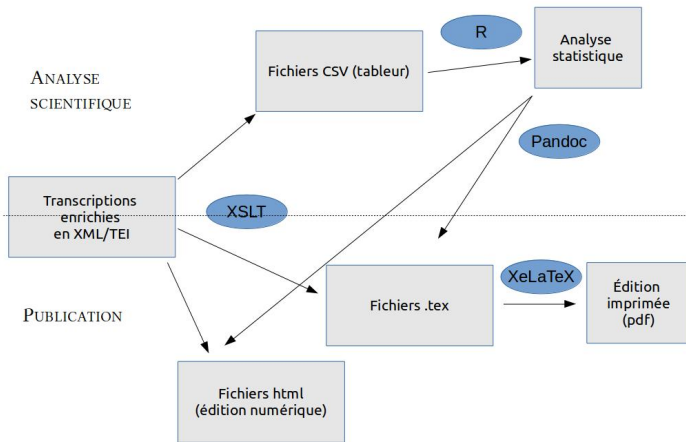 R
Fichiers CSV (tableur)
Analyse
statistique
ANALYSE
SCIENTIFIQUE
Pandoc
Transcriptions
enrichies
en XML/TEI
XSLT
XeLaTeX
Fichiers .tex
Édition
imprimée
(pdf)
PUBLICATION
Fichiers html
(édition numérique)